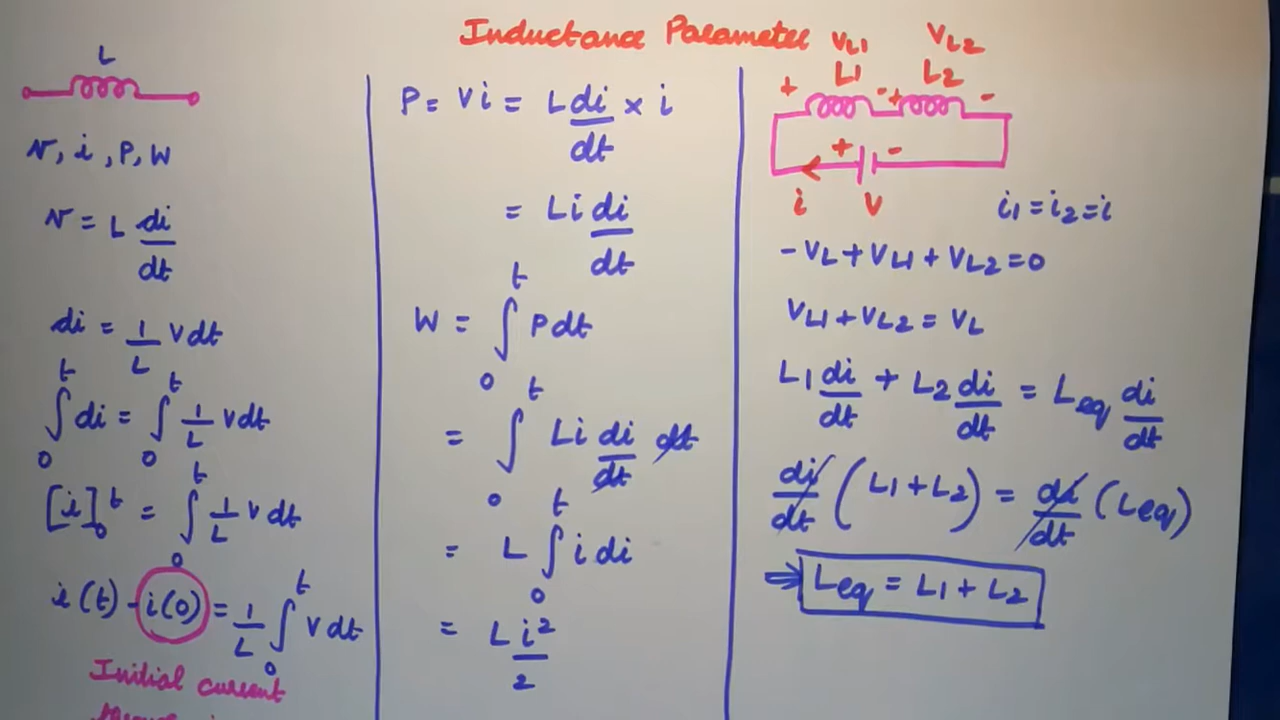 Inductance Parameter
L
v, i, P, W
v = L di/dt
di = 1/L v dt
∫₀ᵗ di = ∫₀ᵗ 1/L v dt
[i]₀ᵗ = ∫₀ᵗ 1/L v dt
i(t) - i(0) = 1/L ∫₀ᵗ v dt
Initial current
P = Vi = L di/dt × i
= Li di/dt
W = ∫₀ᵗ P dt
= ∫₀ᵗ Li di/dt dt
= L ∫₀ᵗ i di
= L i²/2
VL1 VL2
L1 L2
+ - + -
+ -
i V
i1 = i2 = i
-VL + VL1 + VL2 = 0
VL1 + VL2 = VL
L1 di/dt + L2 di/dt = Leq di/dt
di/dt (L1 + L2) = di/dt (Leq)
⇒ Leq = L1 + L2